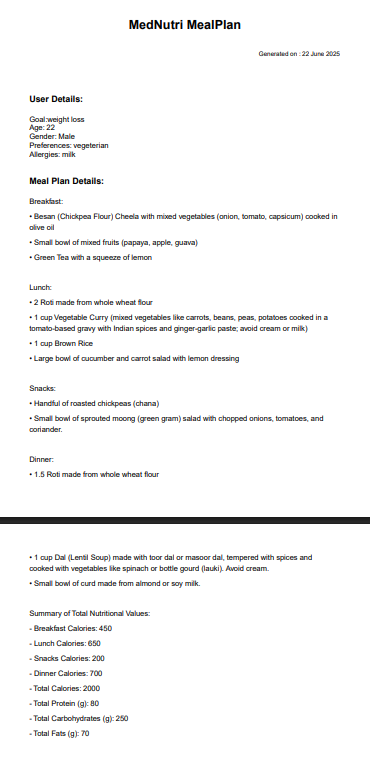 MedNutri MealPlan
Generated on : 22 June 2025
User Details:
Goal:weight loss
Age: 22
Gender: Male
Preferences: vegeterian
Allergies: milk
Meal Plan Details:
Breakfast:
• Besan (Chickpea Flour) Cheela with mixed vegetables (onion, tomato, capsicum) cooked in
olive oil
• Small bowl of mixed fruits (papaya, apple, guava)
• Green Tea with a squeeze of lemon
Lunch:
• 2 Roti made from whole wheat flour
• 1 cup Vegetable Curry (mixed vegetables like carrots, beans, peas, potatoes cooked in a
tomato-based gravy with Indian spices and ginger-garlic paste; avoid cream or milk)
• 1 cup Brown Rice
• Large bowl of cucumber and carrot salad with lemon dressing
Snacks:
• Handful of roasted chickpeas (chana)
• Small bowl of sprouted moong (green gram) salad with chopped onions, tomatoes, and
coriander.
Dinner:
• 1.5 Roti made from whole wheat flour
• 1 cup Dal (Lentil Soup) made with toor dal or masoor dal, tempered with spices and
cooked with vegetables like spinach or bottle gourd (lauki). Avoid cream.
• Small bowl of curd made from almond or soy milk.
Summary of Total Nutritional Values:
- Breakfast Calories: 450
- Lunch Calories: 650
- Snacks Calories: 200
- Dinner Calories: 700
- Total Calories: 2000
- Total Protein (g): 80
- Total Carbohydrates (g): 250
- Total Fats (g): 70